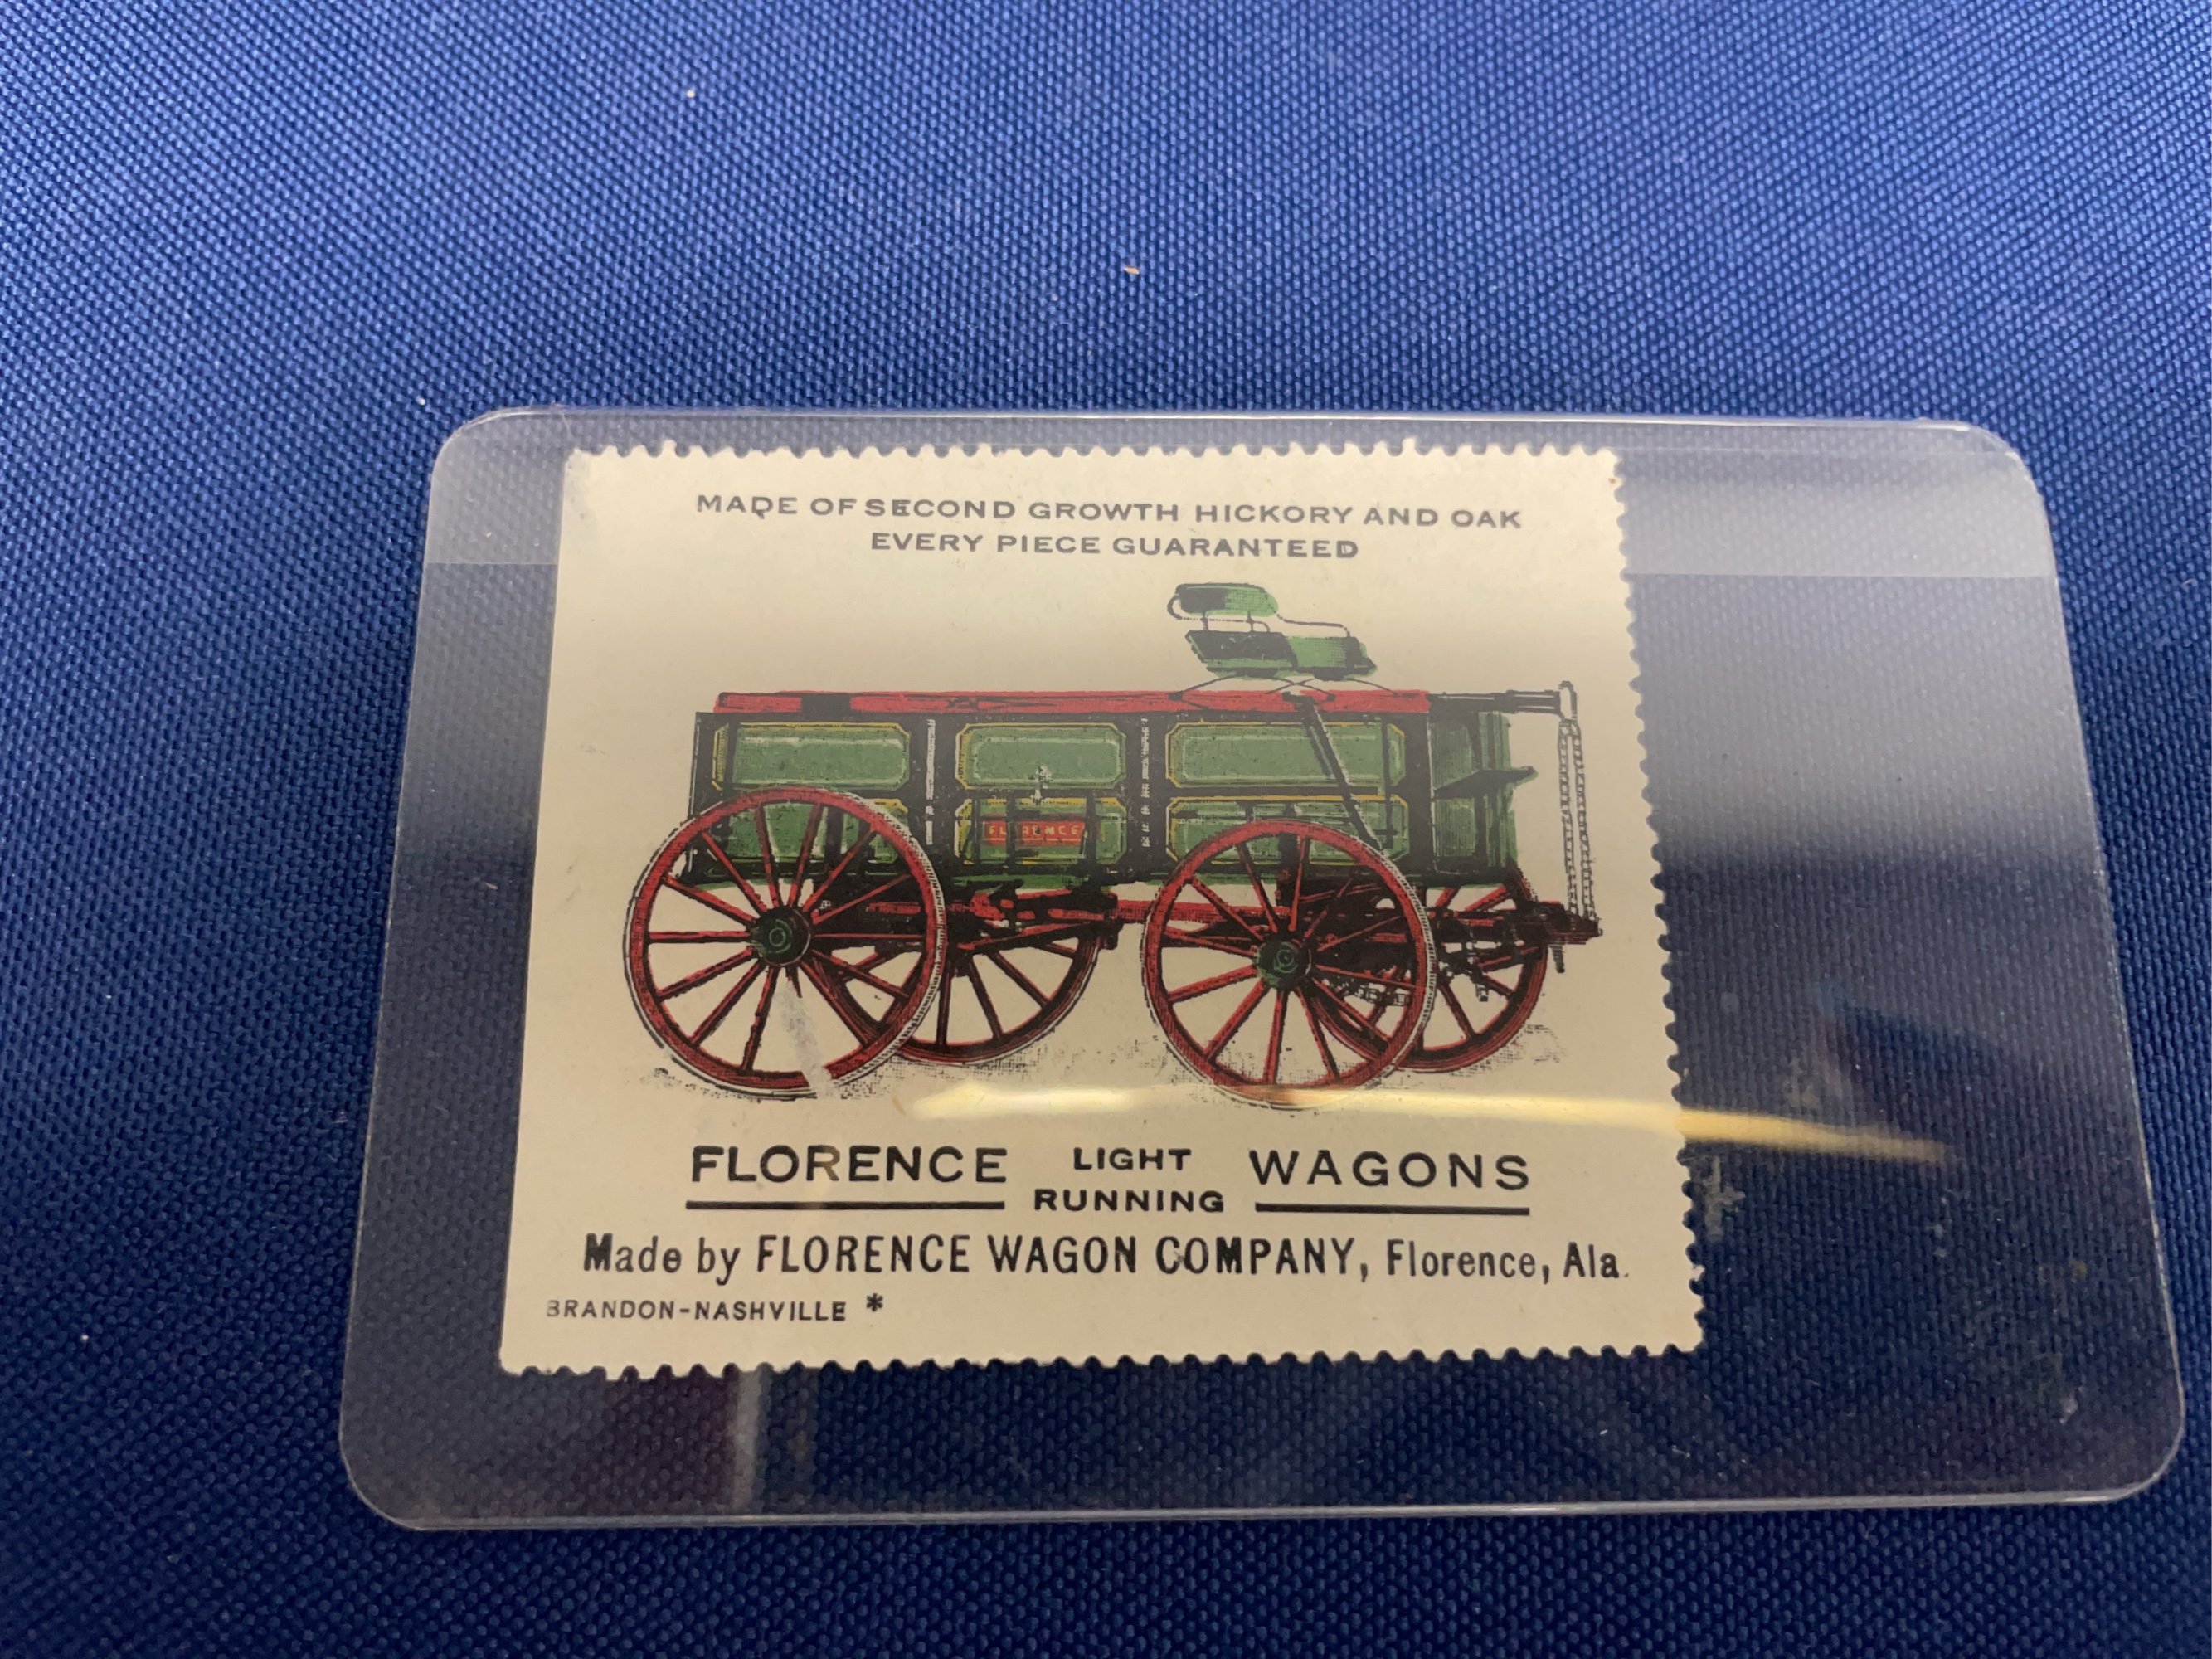 MADE OF SECOND GROWTH HICKORY AND OAK
EVERY PIECE GUARANTEED
FLORENCE
FLORENCE LIGHT RUNNING WAGONS
Made by FLORENCE WAGON COMPANY, Florence, Ala.
BRANDON-NASHVILLE *